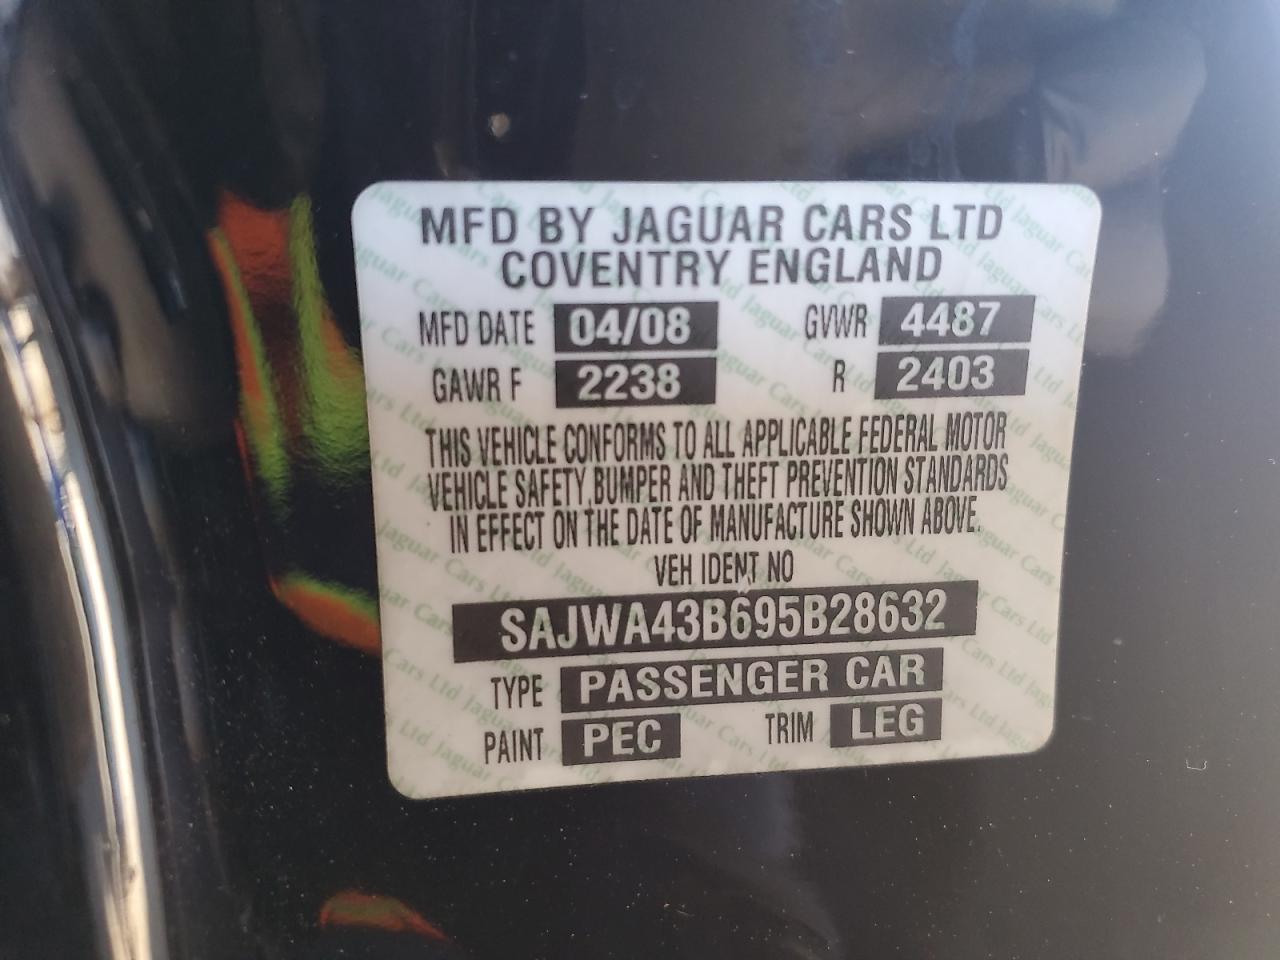 MFD BY JAGUAR CARS LTD
COVENTRY ENGLAND
MFD DATE 04/08 GVWR 4487
GAWR F 2238 R 2403
THIS VEHICLE CONFORMS TO ALL APPLICABLE FEDERAL MOTOR
VEHICLE SAFETY, BUMPER AND THEFT PREVENTION STANDARDS
IN EFFECT ON THE DATE OF MANUFACTURE SHOWN ABOVE.
VEH IDENT NO
SAJWA43B695B28632
TYPE PASSENGER CAR
PAINT PEC TRIM LEG